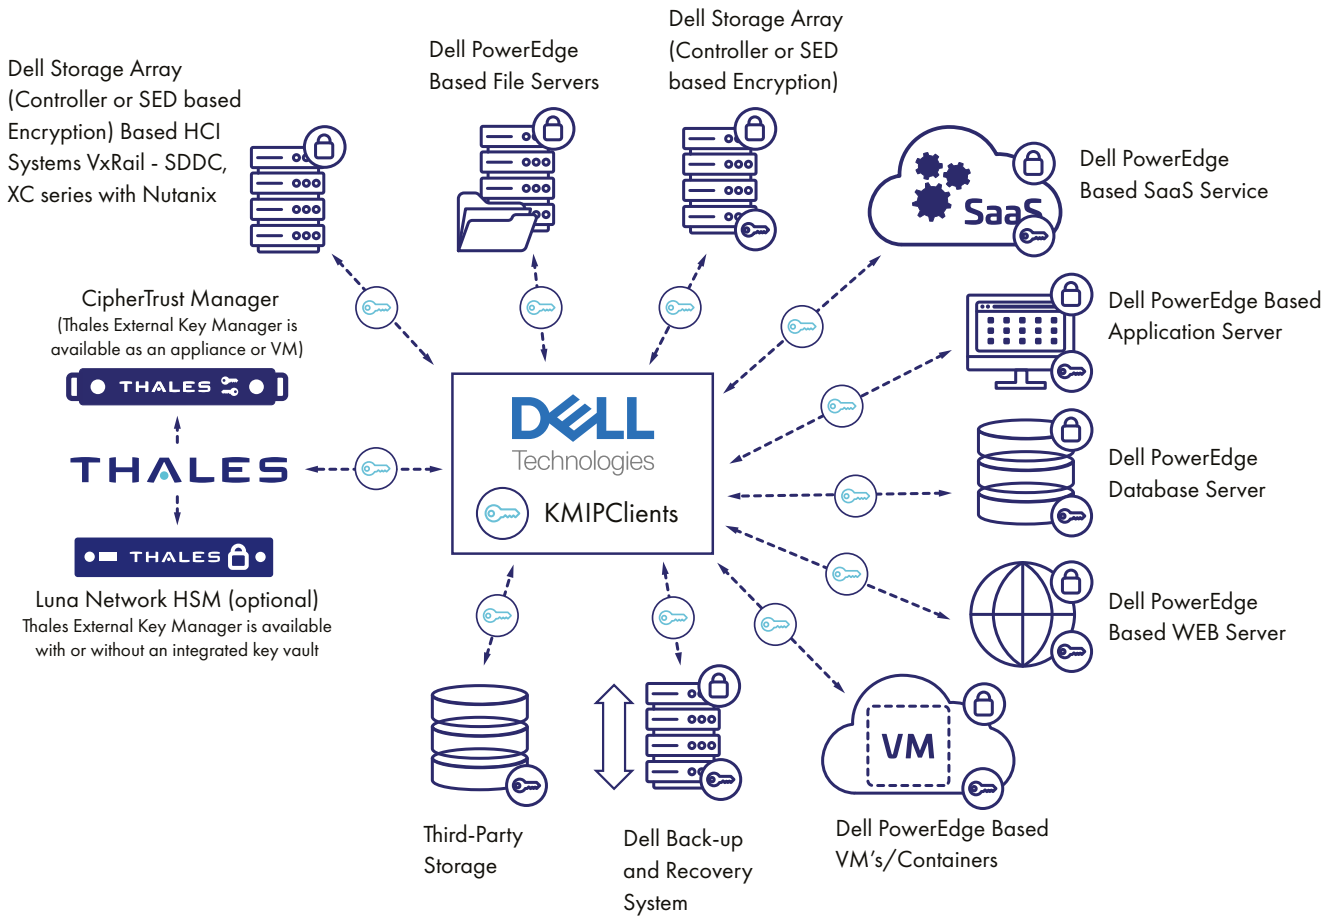 Dell Storage Array
(Controller or SED based
Encryption) Based HCI
Systems VxRail - SDDC,
XC series with Nutanix
Dell PowerEdge
Based File Servers
Dell Storage Array
(Controller or SED
based Encryption)
SaaS
Dell PowerEdge
Based SaaS Service
CipherTrust Manager
(Thales External Key Manager is
available as an appliance or VM)
THALES
THALES
THALES
Luna Network HSM (optional)
Thales External Key Manager is available
with or without an integrated key vault
DELL
Technologies
KMIPClients
Dell PowerEdge Based
Application Server
Dell PowerEdge
Database Server
Dell PowerEdge
Based WEB Server
Third-Party
Storage
Dell Back-up
and Recovery
System
VM
Dell PowerEdge Based
VM's/Containers